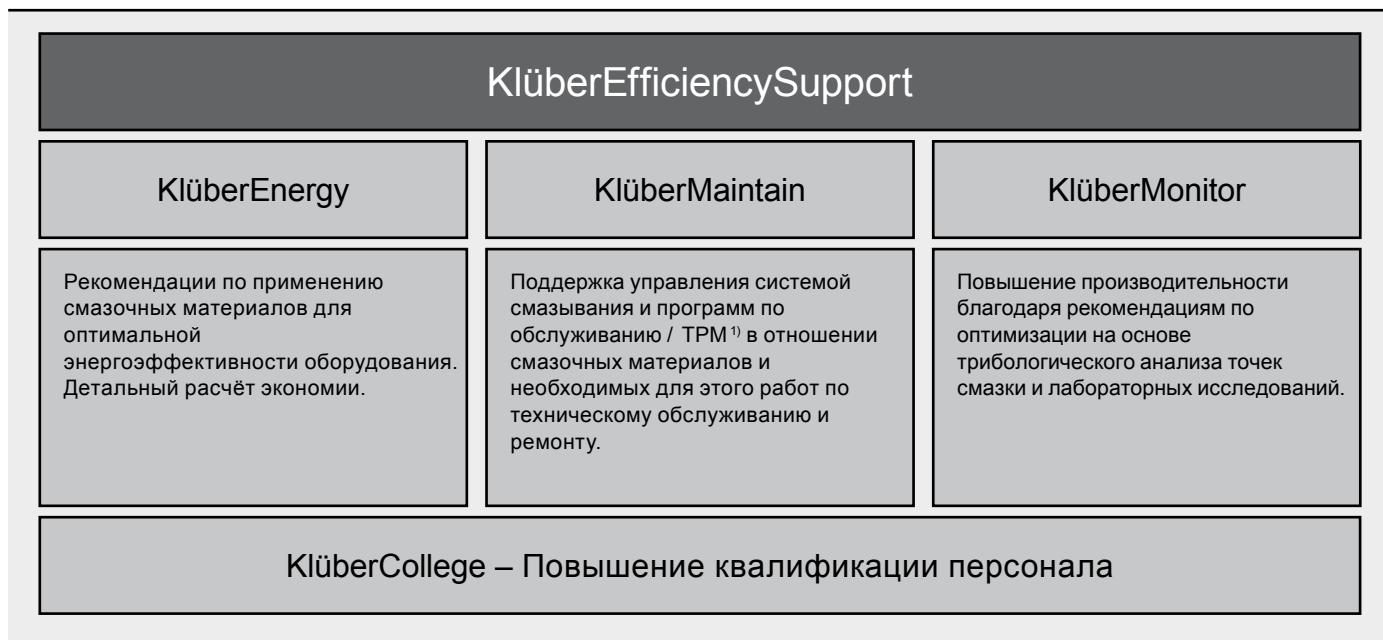 KlüberEfficiencySupport
KlüberEnergy
Рекомендации по применению
смазочных материалов для
оптимальной
энергоэффективности оборудования.
Детальный расчёт экономии.
KlüberMaintain
Поддержка управления системой
смазывания и программ по
обслуживанию / TPM 1) в отношении
смазочных материалов и
необходимых для этого работ по
техническому обслуживанию и
ремонту.
KlüberMonitor
Повышение производительности
благодаря рекомендациям по
оптимизации на основе
трибологического анализа точек
смазки и лабораторных исследований.
KlüberCollege – Повышение квалификации персонала